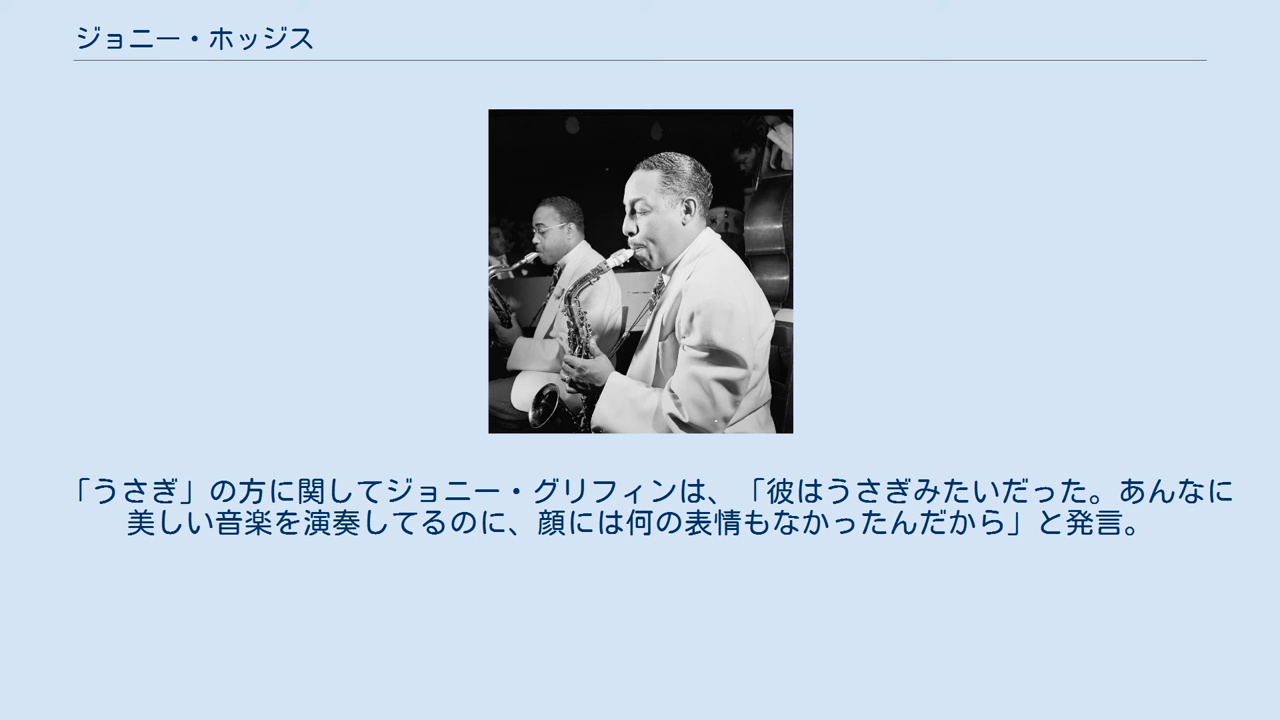 ジョニー・ホッジス
「うさぎ」の方に関してジョニー・グリフィンは、「彼はうさぎみたいだった。あんなに
美しい音楽を演奏してるのに、顔には何の表情もなかったんだから」と発言。